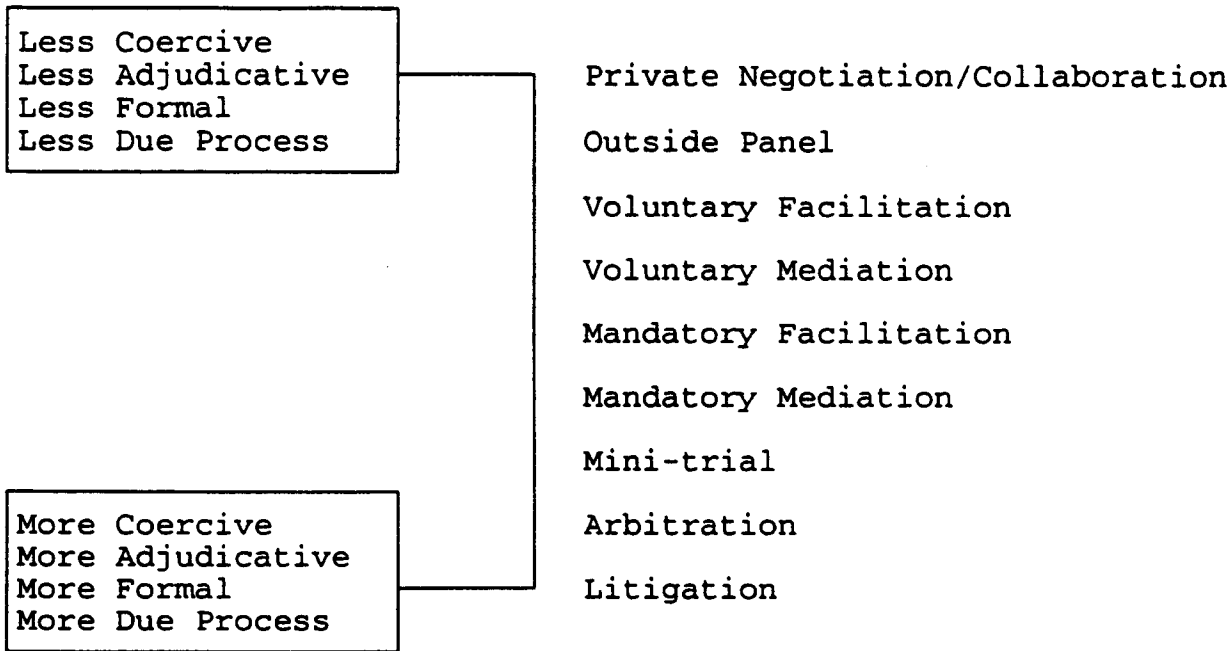 Less Coercive
Less Adjudicative
Less Formal
Less Due Process
Private Negotiation/Collaboration
Outside Panel
Voluntary Facilitation
Voluntary Mediation
Mandatory Facilitation
Mandatory Mediation
Mini-trial
Arbitration
Litigation
More Coercive
More Adjudicative
More Formal
More Due Process